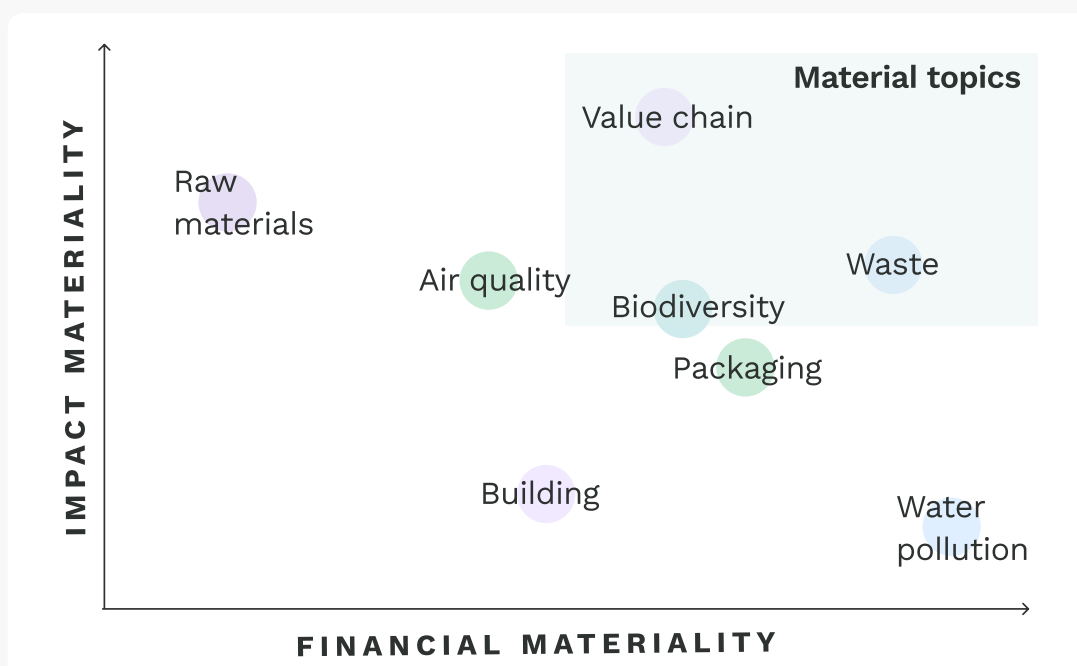 Material topics
Value chain
Raw
materials
Air quality
Waste
Biodiversity
Packaging
Building
Water
pollution
IMPACT MATERIALITY
FINANCIAL MATERIALITY